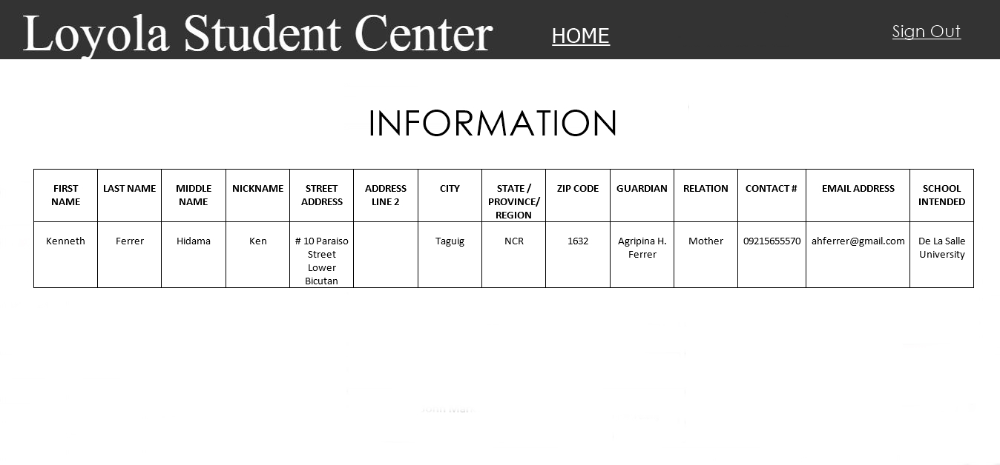 Loyola Student Center HOME Sign Out
INFORMATION
FIRST NAME | LAST NAME | MIDDLE NAME | NICKNAME | STREET ADDRESS | ADDRESS LINE 2 | CITY | STATE / PROVINCE/ REGION | ZIP CODE | GUARDIAN | RELATION | CONTACT # | EMAIL ADDRESS | SCHOOL INTENDED
Kenneth | Ferrer | Hidama | Ken | # 10 Paraiso Street Lower Bicutan | | Taguig | NCR | 1632 | Agripina H. Ferrer | Mother | 09215655570 | ahferrer@gmail.com | De La Salle University